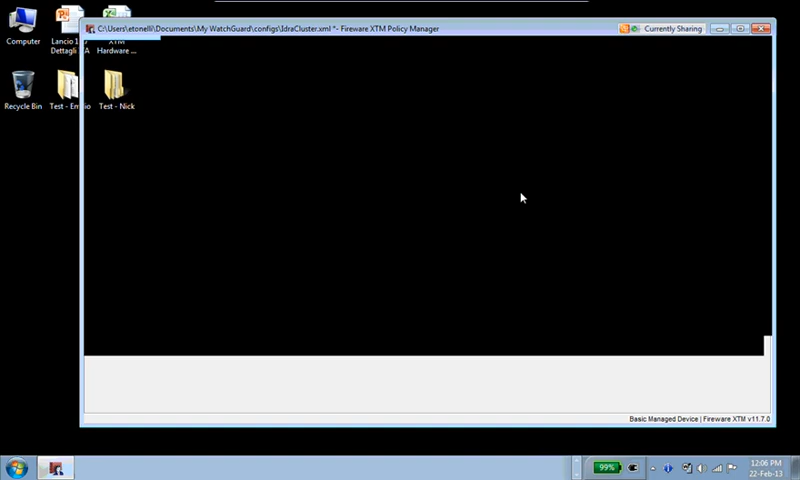 C:\Users\etonelli\Documents\My WatchGuard\configs\IdraCluster.xml *- Fireware XTM Policy Manager
Currently Sharing
Computer
Lancio
Dettagli
XTM
Hardware ...
Recycle Bin
Test -
Test - Nick
Basic Managed Device | Fireware XTM v11.7.0
99%
12:06 PM
22-Feb-13